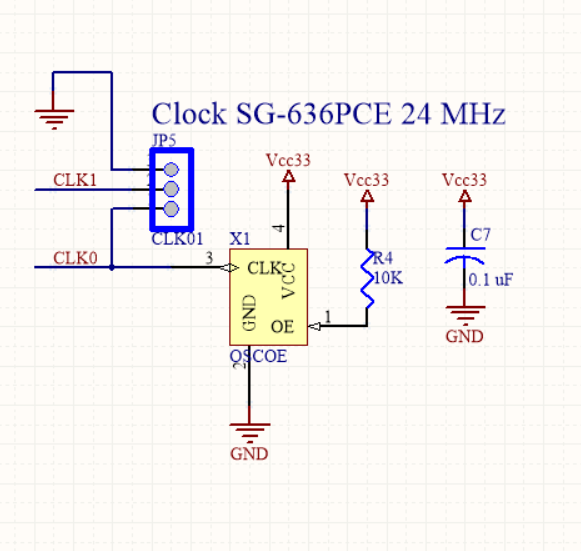 Clock SG-636PCE 24 MHz
JP5
CLK1
CLK01
CLK0
Vcc33
Vcc33
Vcc33
4
X1
3
CLK
VCC
GND
OE
1
R4
10K
C7
0.1 uF
GND
OSCOE
2
GND